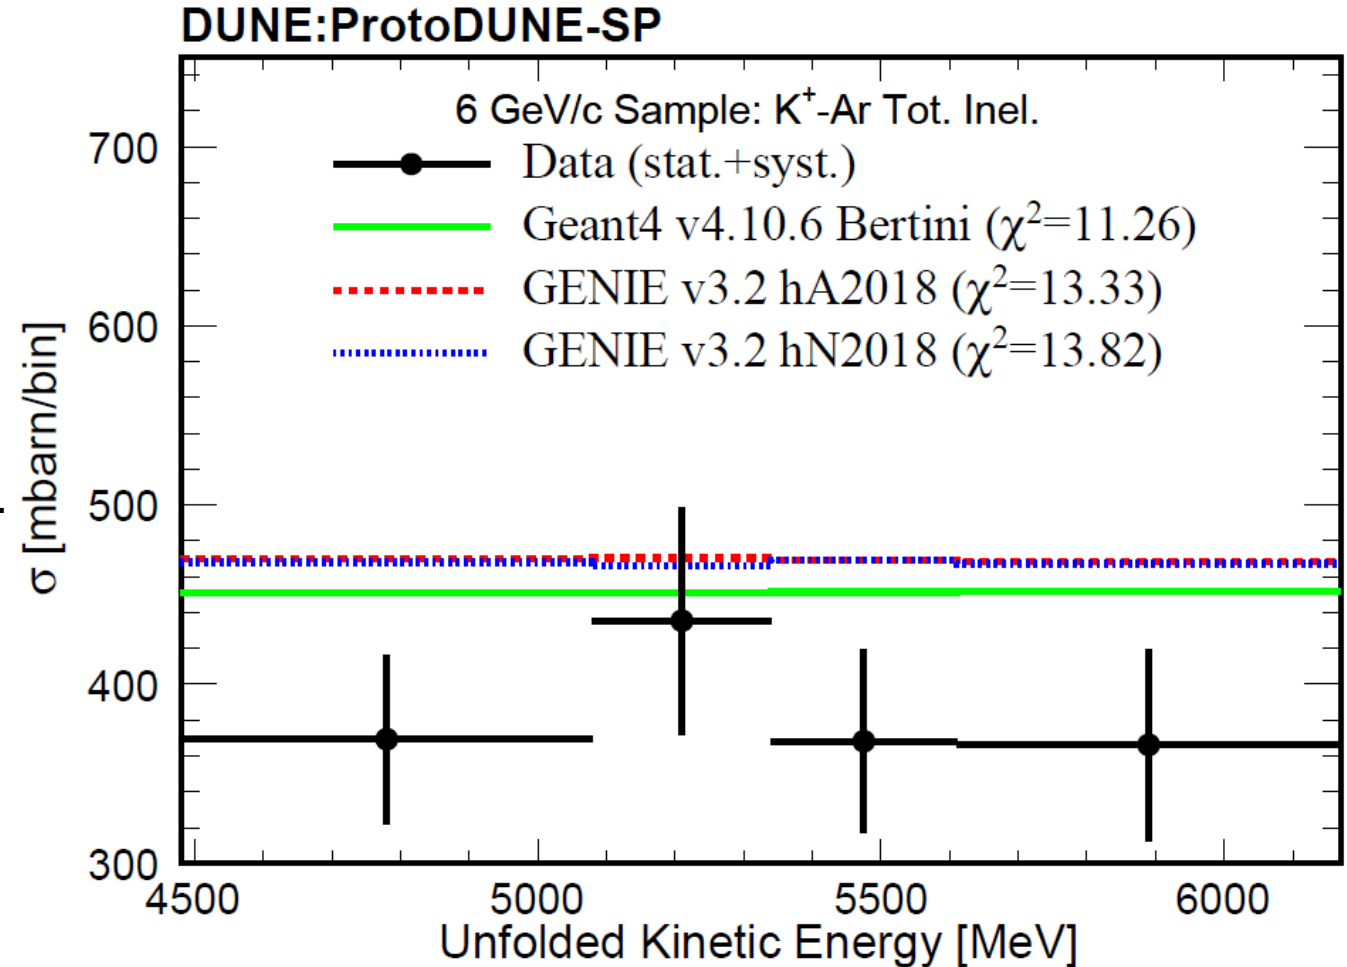 DUNE:ProtoDUNE-SP
6 GeV/c Sample: K⁺-Ar Tot. Inel.
Data (stat.+syst.)
Geant4 v4.10.6 Bertini (χ²=11.26)
GENIE v3.2 hA2018 (χ²=13.33)
GENIE v3.2 hN2018 (χ²=13.82)
σ [mbarn/bin]
700
600
500
400
300
4500 5000 5500 6000
Unfolded Kinetic Energy [MeV]